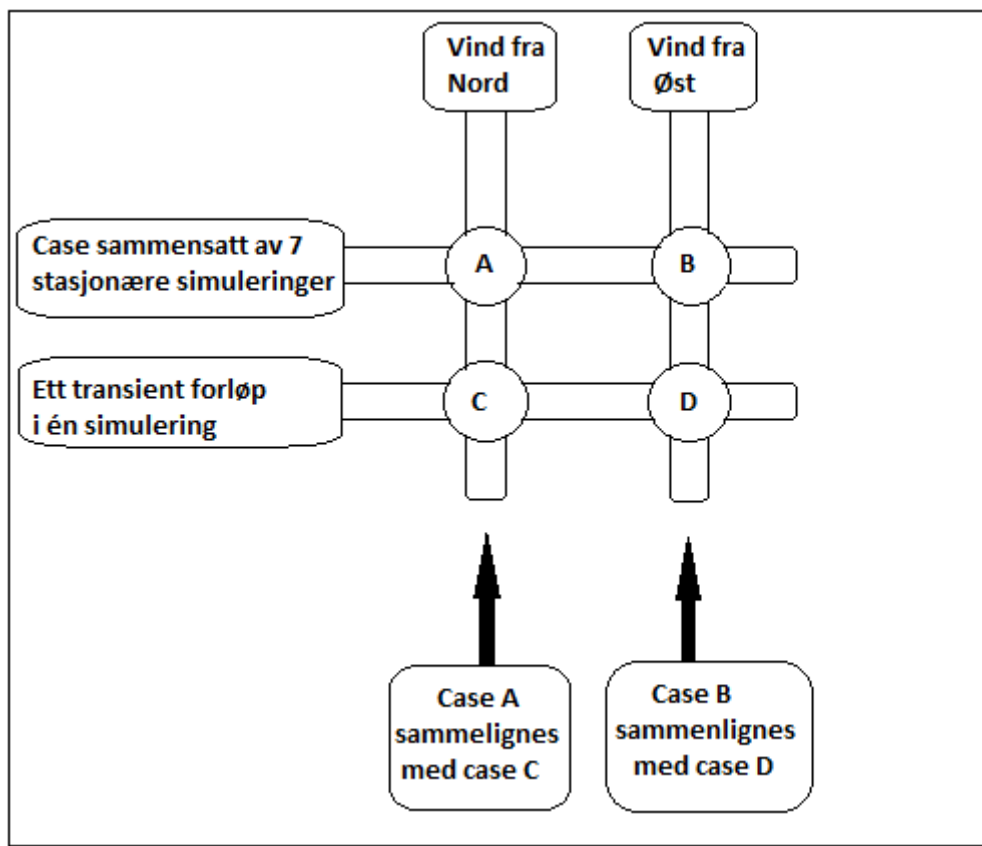 Vind fra
Nord
Vind fra
Øst
Case sammensatt av 7
stasjonære simuleringer
A
B
Ett transient forløp
i én simulering
C
D
Case A
sammelignes
med case C
Case B
sammenlignes
med case D